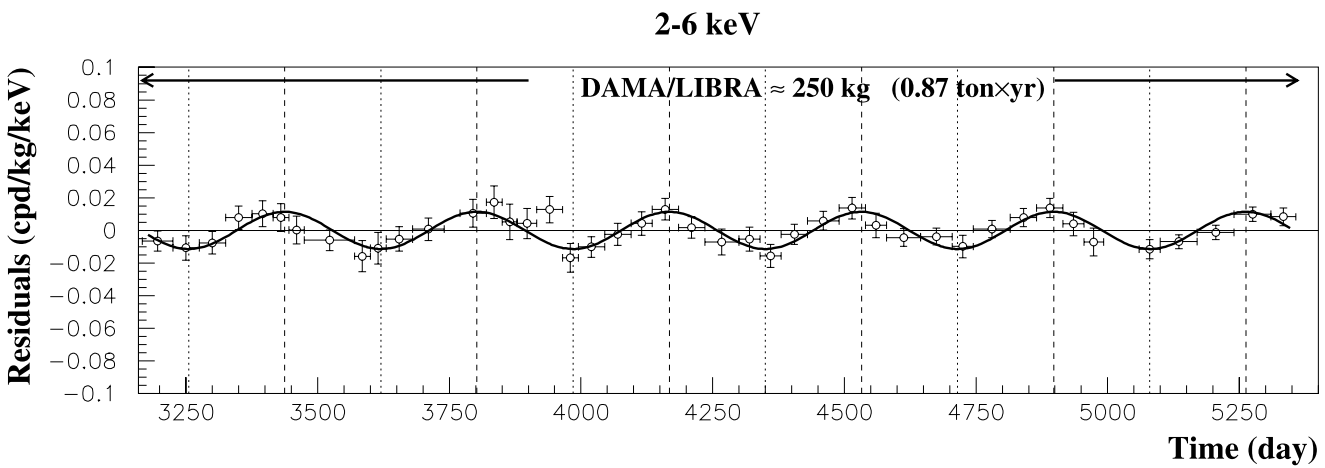 2-6 keV
Residuals (cpd/kg/keV)
0.1
0.08
0.06
0.04
0.02
0
−0.02
−0.04
−0.06
−0.08
−0.1
DAMA/LIBRA ≈ 250 kg (0.87 ton×yr)
3250 3500 3750 4000 4250 4500 4750 5000 5250
Time (day)